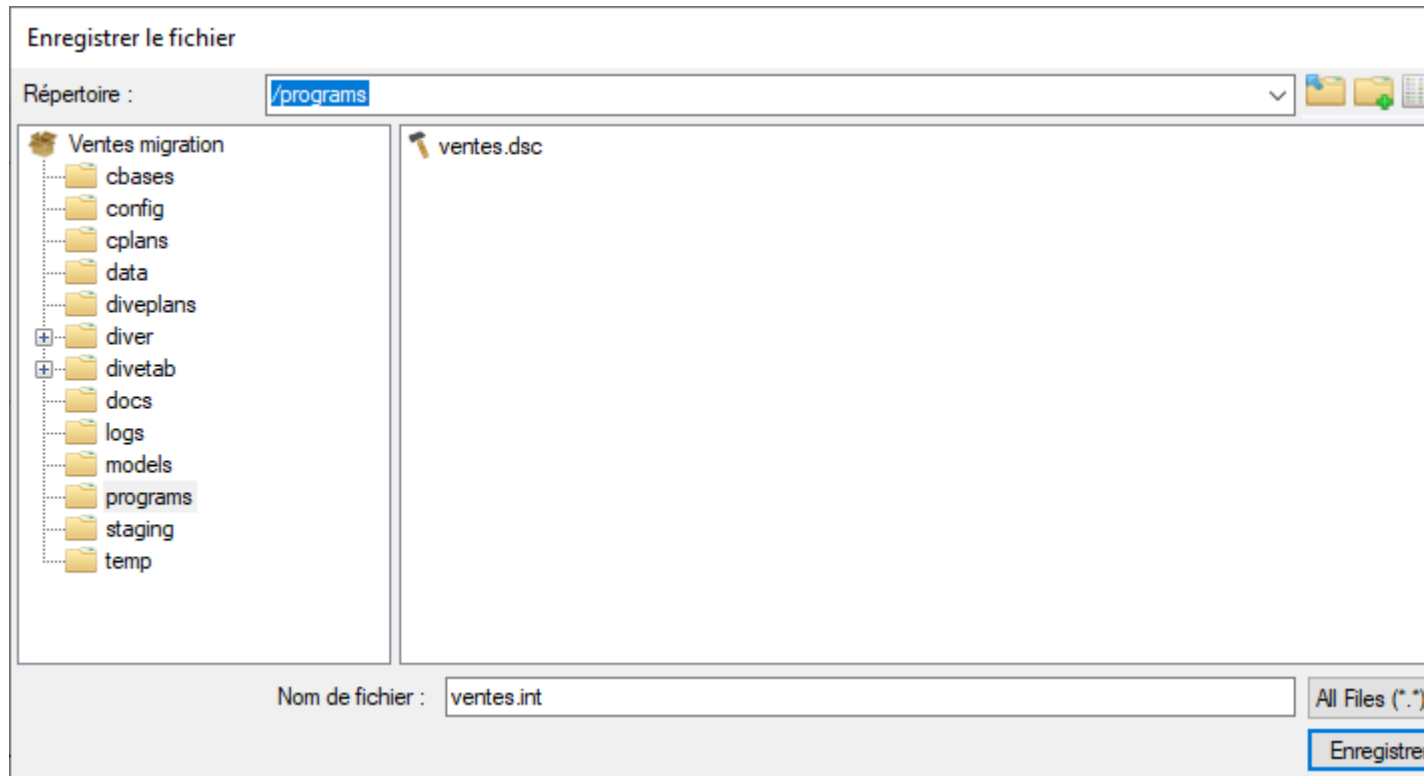 Enregistrer le fichier
Répertoire : /programs
Ventes migration
cbases
config
cplans
data
diveplans
diver
divetab
docs
logs
models
programs
staging
temp
ventes.dsc
Nom de fichier : ventes.int All Files (*.*)
Enregistrer